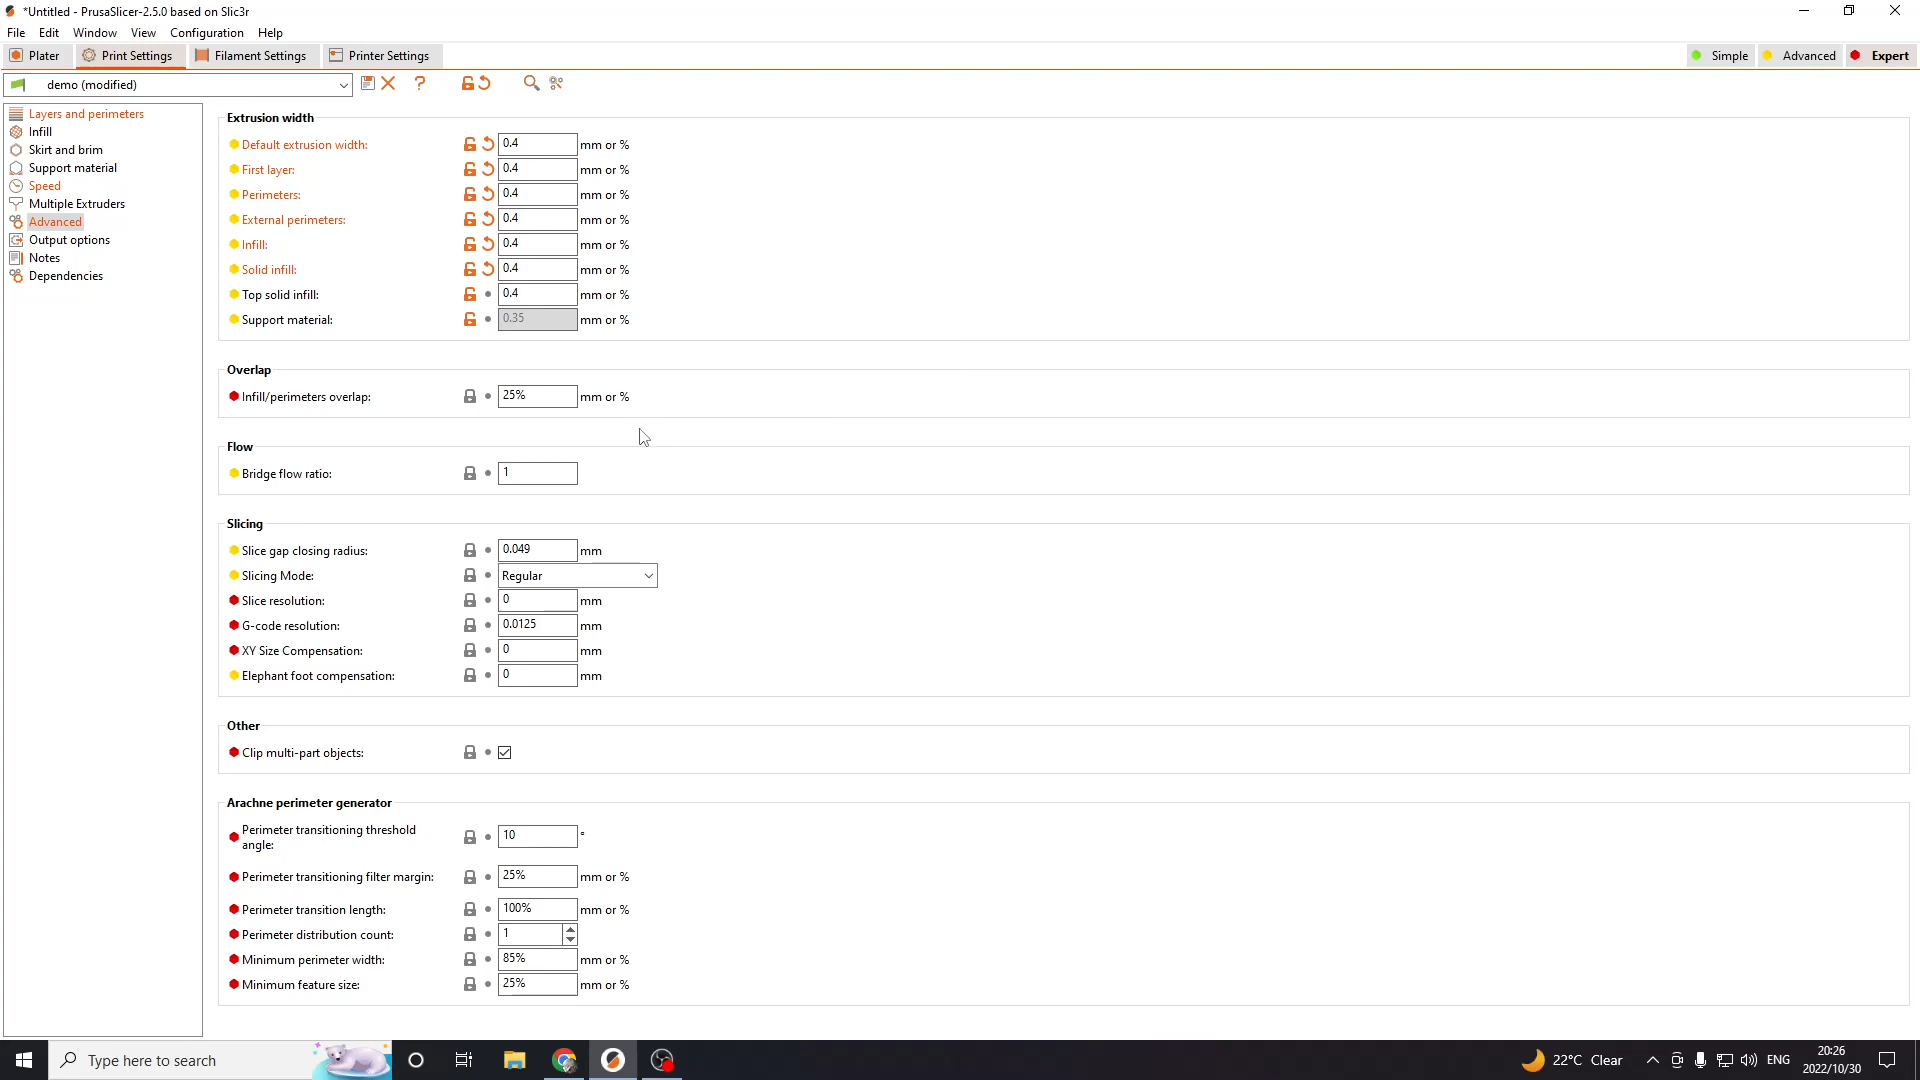 *Untitled - PrusaSlicer-2.5.0 based on Slic3r
File Edit Window View Configuration Help
Plater Print Settings Filament Settings Printer Settings Simple Advanced Expert
demo (modified) ?
Layers and perimeters
Infill
Skirt and brim
Support material
Speed
Multiple Extruders
Advanced
Output options
Notes
Dependencies
Extrusion width
Default extrusion width: 0.4 mm or %
First layer: 0.4 mm or %
Perimeters: 0.4 mm or %
External perimeters: 0.4 mm or %
Infill: 0.4 mm or %
Solid infill: 0.4 mm or %
Top solid infill: 0.4 mm or %
Support material: 0.35 mm or %
Overlap
Infill/perimeters overlap: 25% mm or %
Flow
Bridge flow ratio: 1
Slicing
Slice gap closing radius: 0.049 mm
Slicing Mode: Regular
Slice resolution: 0 mm
G-code resolution: 0.0125 mm
XY Size Compensation: 0 mm
Elephant foot compensation: 0 mm
Other
Clip multi-part objects:
Arachne perimeter generator
Perimeter transitioning threshold
angle: 10 °
Perimeter transitioning filter margin: 25% mm or %
Perimeter transition length: 100% mm or %
Perimeter distribution count: 1
Minimum perimeter width: 85% mm or %
Minimum feature size: 25% mm or %
Type here to search
22°C Clear
ENG
20:26
2022/10/30